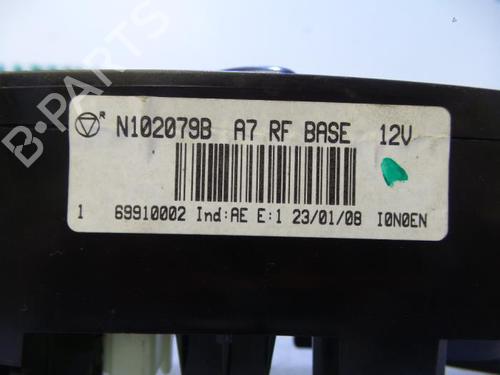 R N102079B A7 RF BASE 12V
1 69910002 Ind:AE E:1 23/01/08 I0N0EN
B-Parts